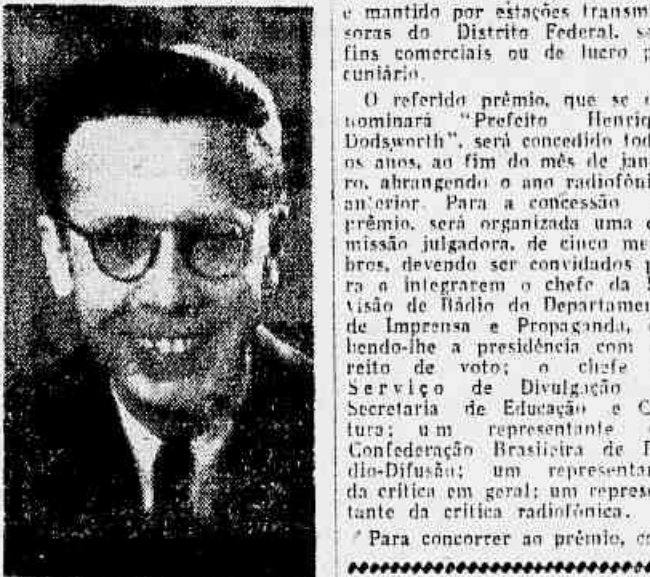 e mantido por estações transm
soras do Distrito Federal, s
fins comerciais ou de lucro p
cuniário.
O referido prêmio, que se
nominará "Prefeito Henriq
Dodsworth", será concedido tod
os anos, ao fim do mês de jan
ro, abrangendo o ano radiofôni
anterior. Para a concessão
prêmio, será organizada uma c
missão julgadora, de cinco me
bros, devendo ser convidados p
ra o integrarem o chefe da
visão de Rádio do Departame
de Imprensa e Propaganda,
bendo-lhe a presidência com
reito de voto; o chefe
Serviço de Divulgação
Secretaria de Educação e C
tura; um representante
Confederação Brasileira de R
dio-Difusão; um representa
da crítica em geral; um represe
tante da crítica radiofônica.
Para concorrer ao prêmio, c